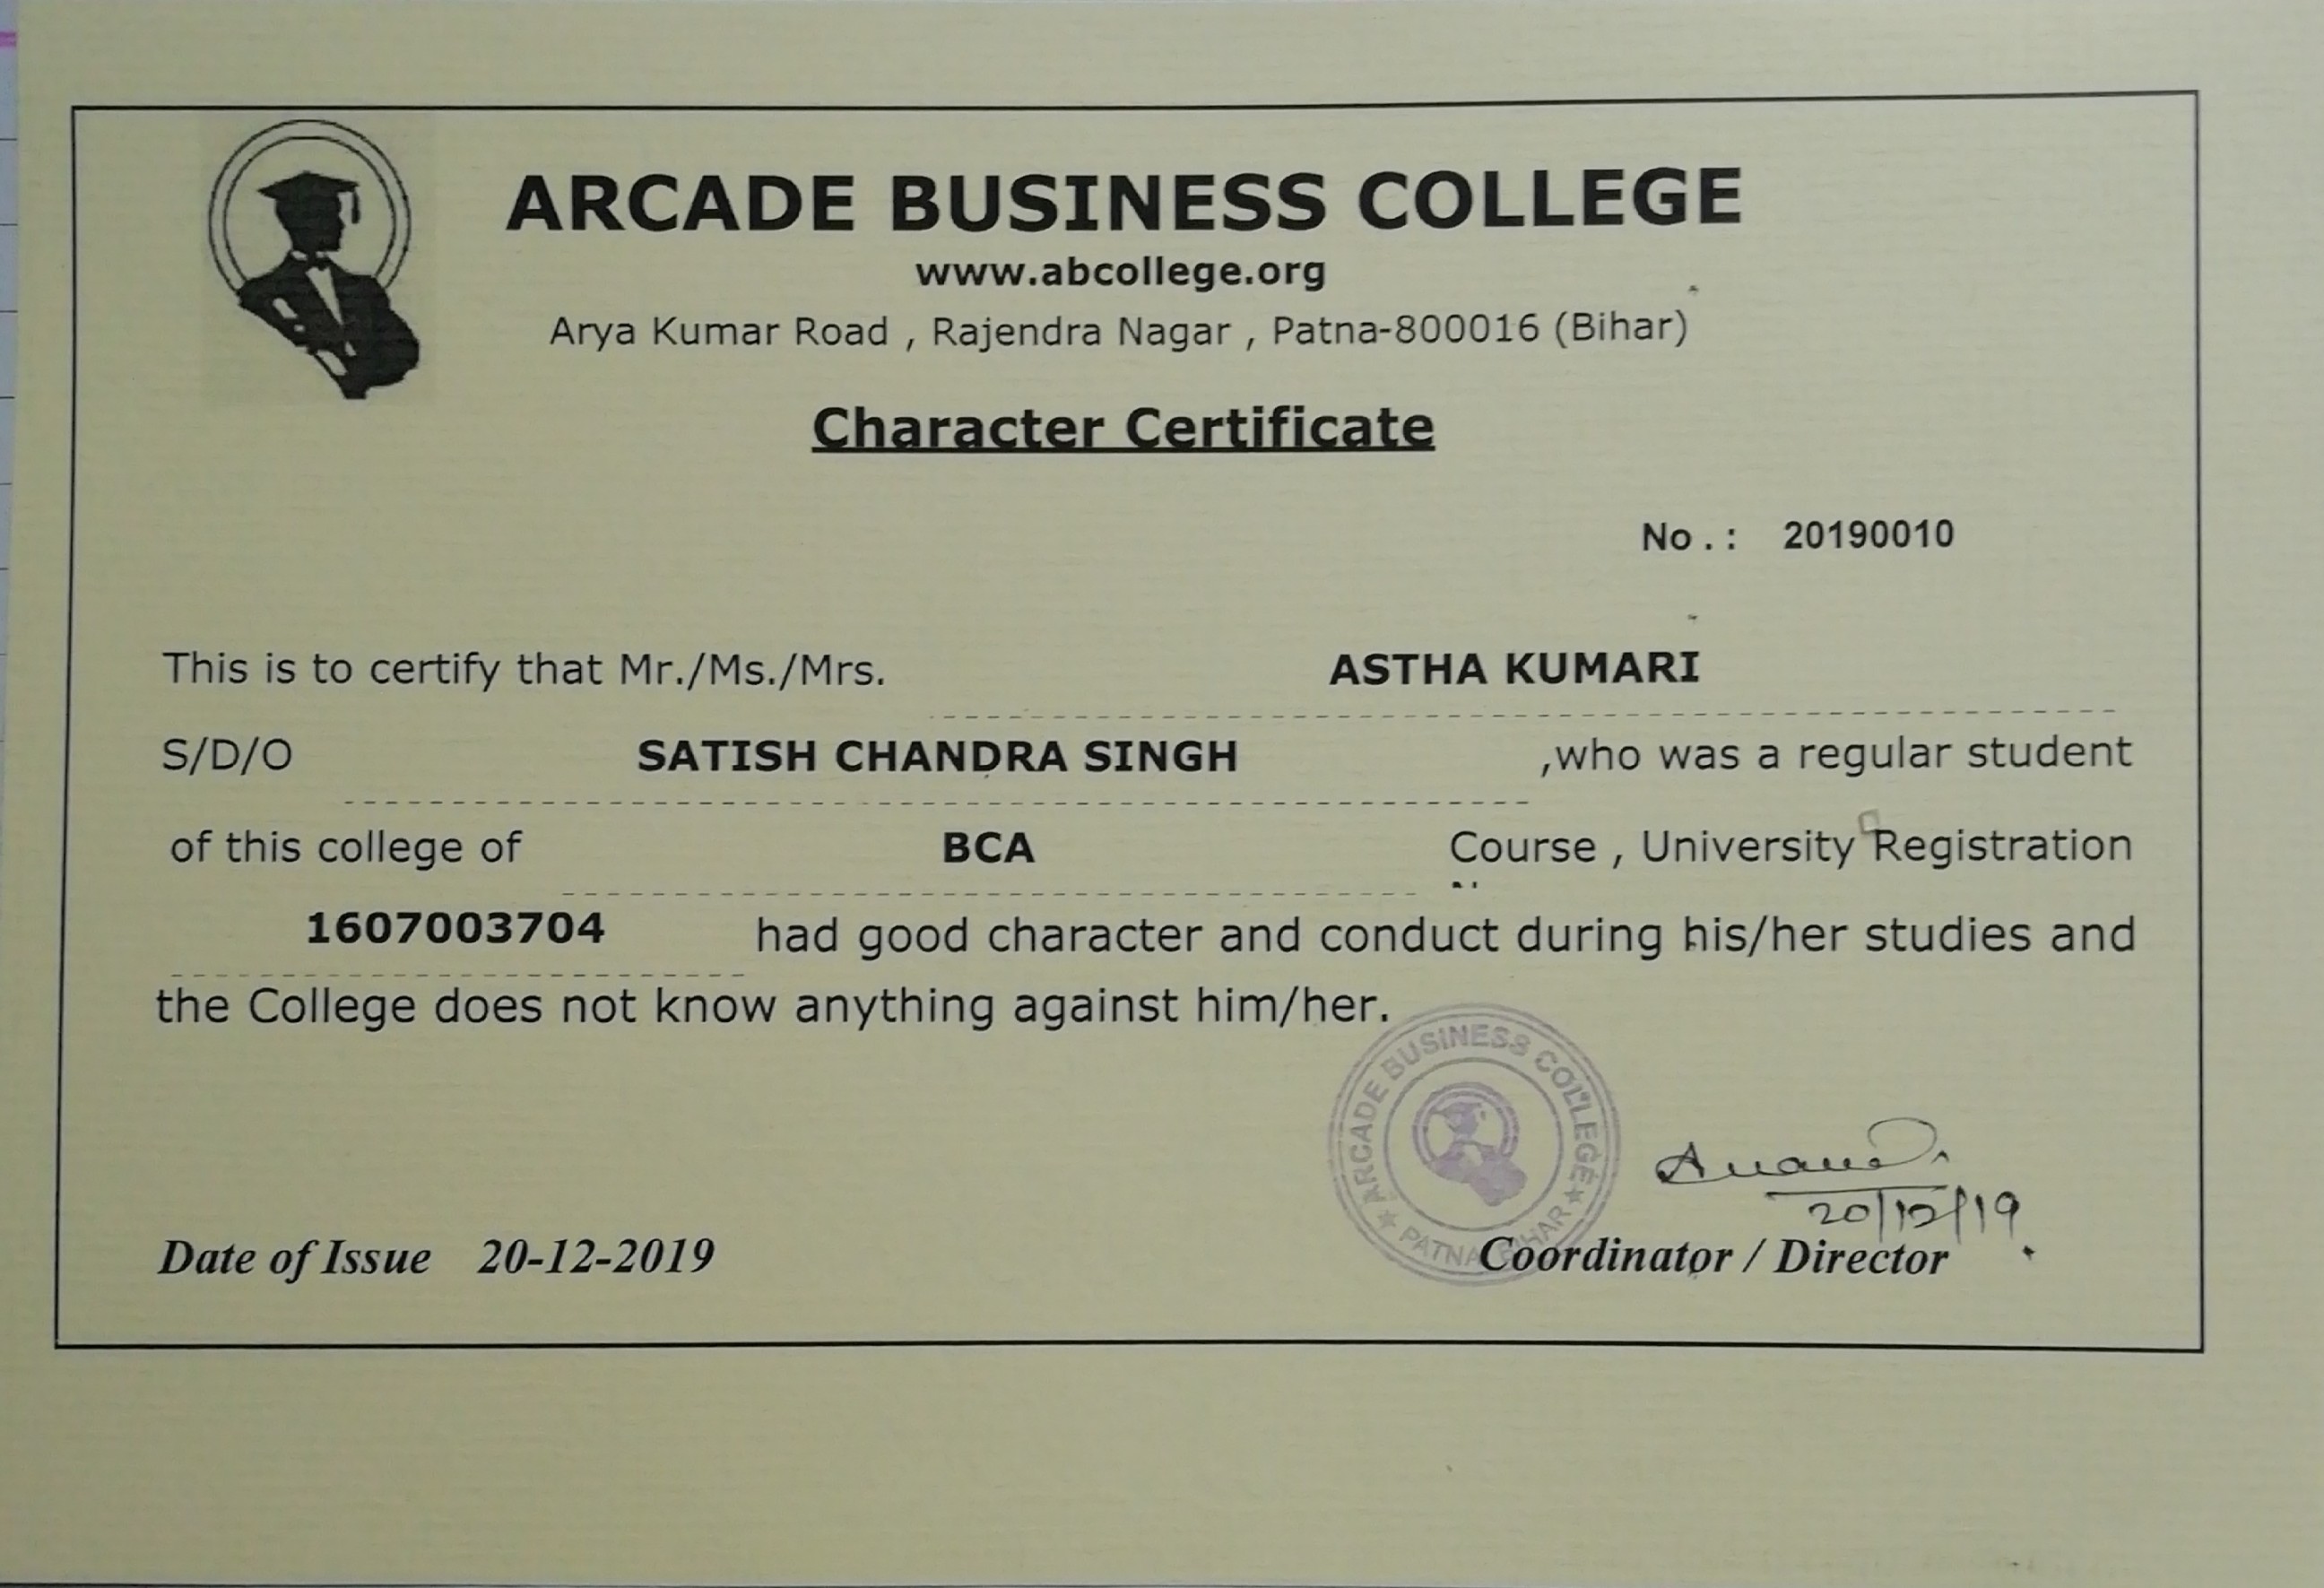 ARCADE BUSINESS COLLEGE
www.abcollege.org
Arya Kumar Road , Rajendra Nagar , Patna-800016 (Bihar)
Character Certificate
No . : 20190010
This is to certify that Mr./Ms./Mrs. ASTHA KUMARI
S/D/O SATISH CHANDRA SINGH ,who was a regular student
of this college of BCA Course , University Registration
1607003704 had good character and conduct during his/her studies and
the College does not know anything against him/her.
ARCADE BUSINESS COLLEGE
★ PATNA BIHAR ★
20/12/19
Date of Issue 20-12-2019 Coordinator / Director